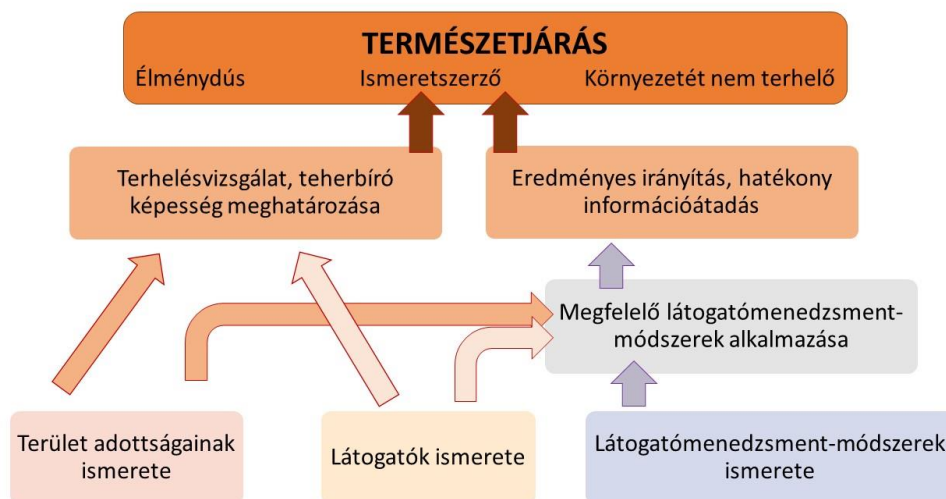 TERMÉSZETJÁRÁS
Élménydús Ismeretszerző Környezetét nem terhelő
Terhelésvizsgálat, teherbíró
képesség meghatározása
Eredményes irányítás, hatékony
információátadás
Megfelelő látogatómenedzsment-
módszerek alkalmazása
Terület adottságainak
ismerete
Látogatók ismerete
Látogatómenedzsment-módszerek
ismerete